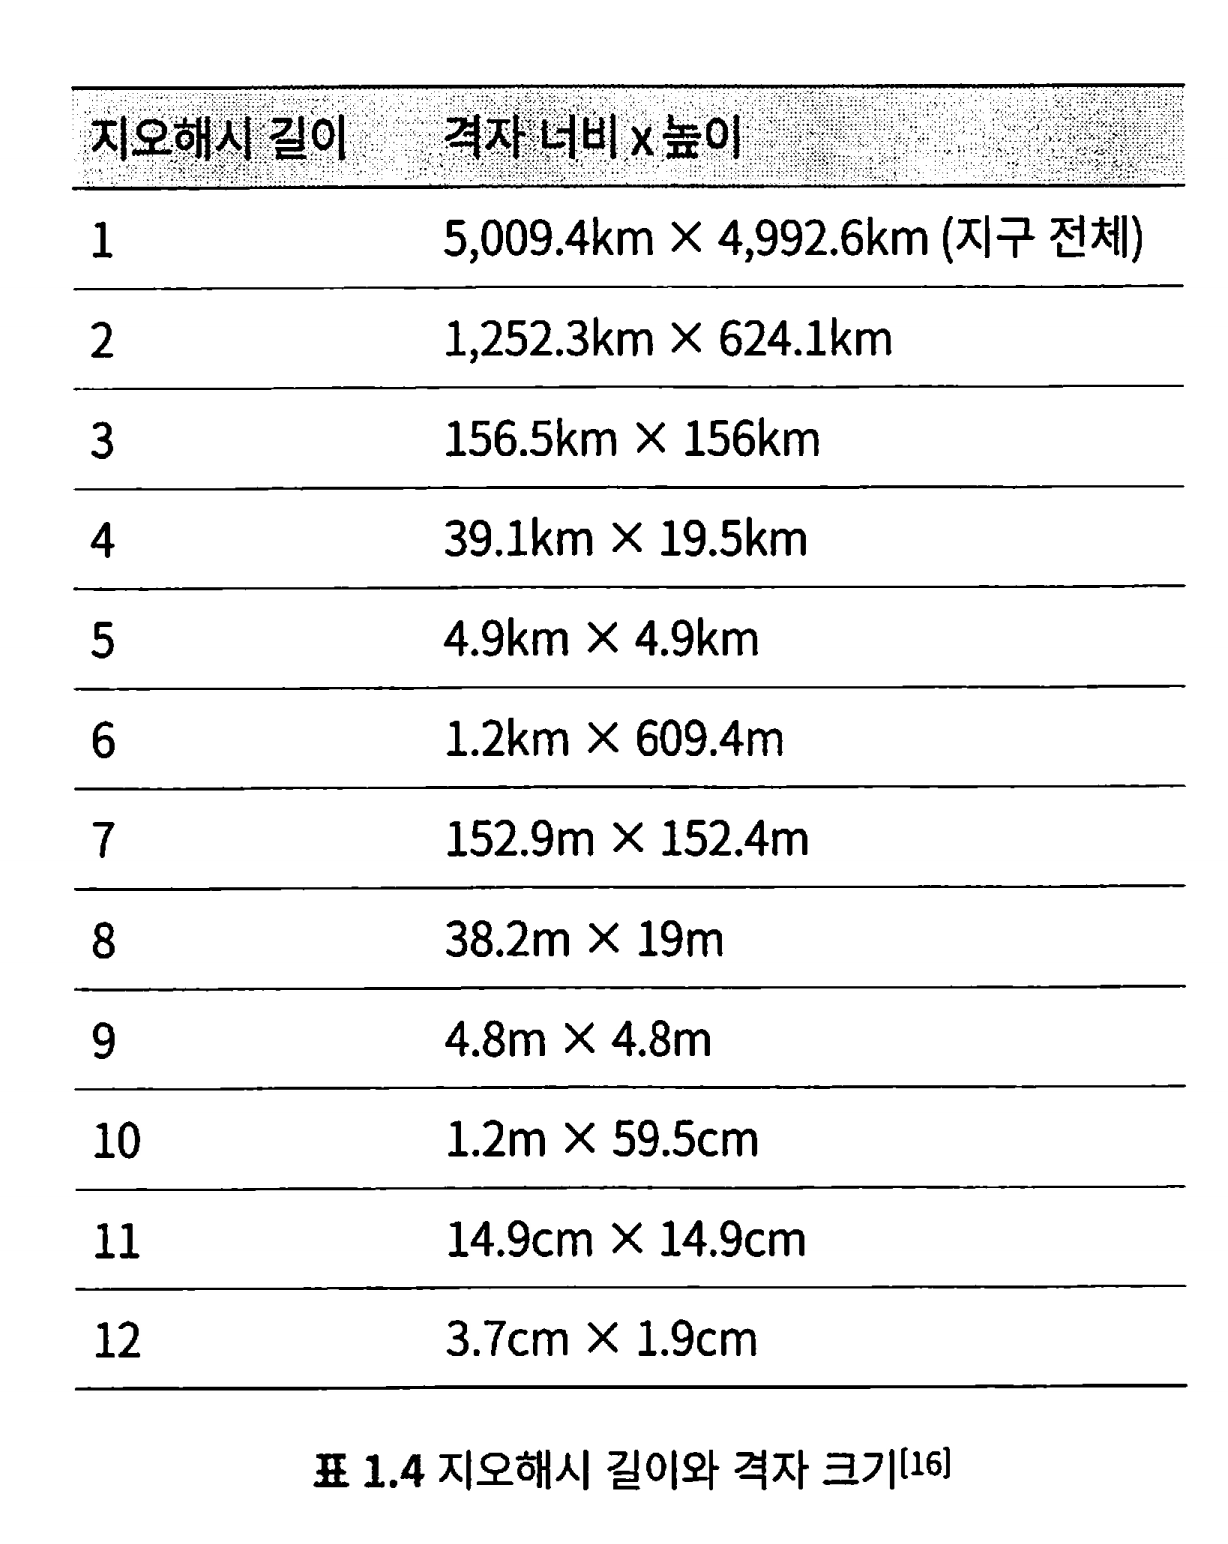 지오해시 길이 격자 너비 x 높이
1 5,009.4km × 4,992.6km (지구 전체)
2 1,252.3km × 624.1km
3 156.5km × 156km
4 39.1km × 19.5km
5 4.9km × 4.9km
6 1.2km × 609.4m
7 152.9m × 152.4m
8 38.2m × 19m
9 4.8m × 4.8m
10 1.2m × 59.5cm
11 14.9cm × 14.9cm
12 3.7cm × 1.9cm
표 1.4 지오해시 길이와 격자 크기[16]